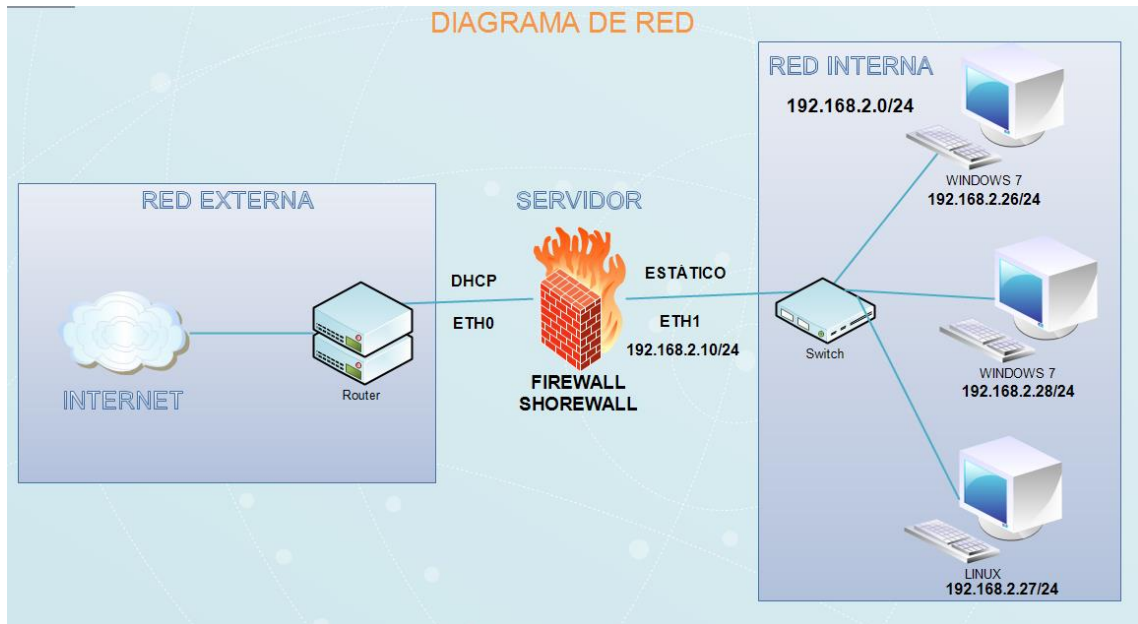 DIAGRAMA DE RED
RED EXTERNA
INTERNET
Router
DHCP
ETH0
SERVIDOR
FIREWALL
SHOREWALL
ESTÀTICO
ETH1
192.168.2.10/24
Switch
RED INTERNA
192.168.2.0/24
WINDOWS 7
192.168.2.26/24
WINDOWS 7
192.168.2.28/24
LINUX
192.168.2.27/24